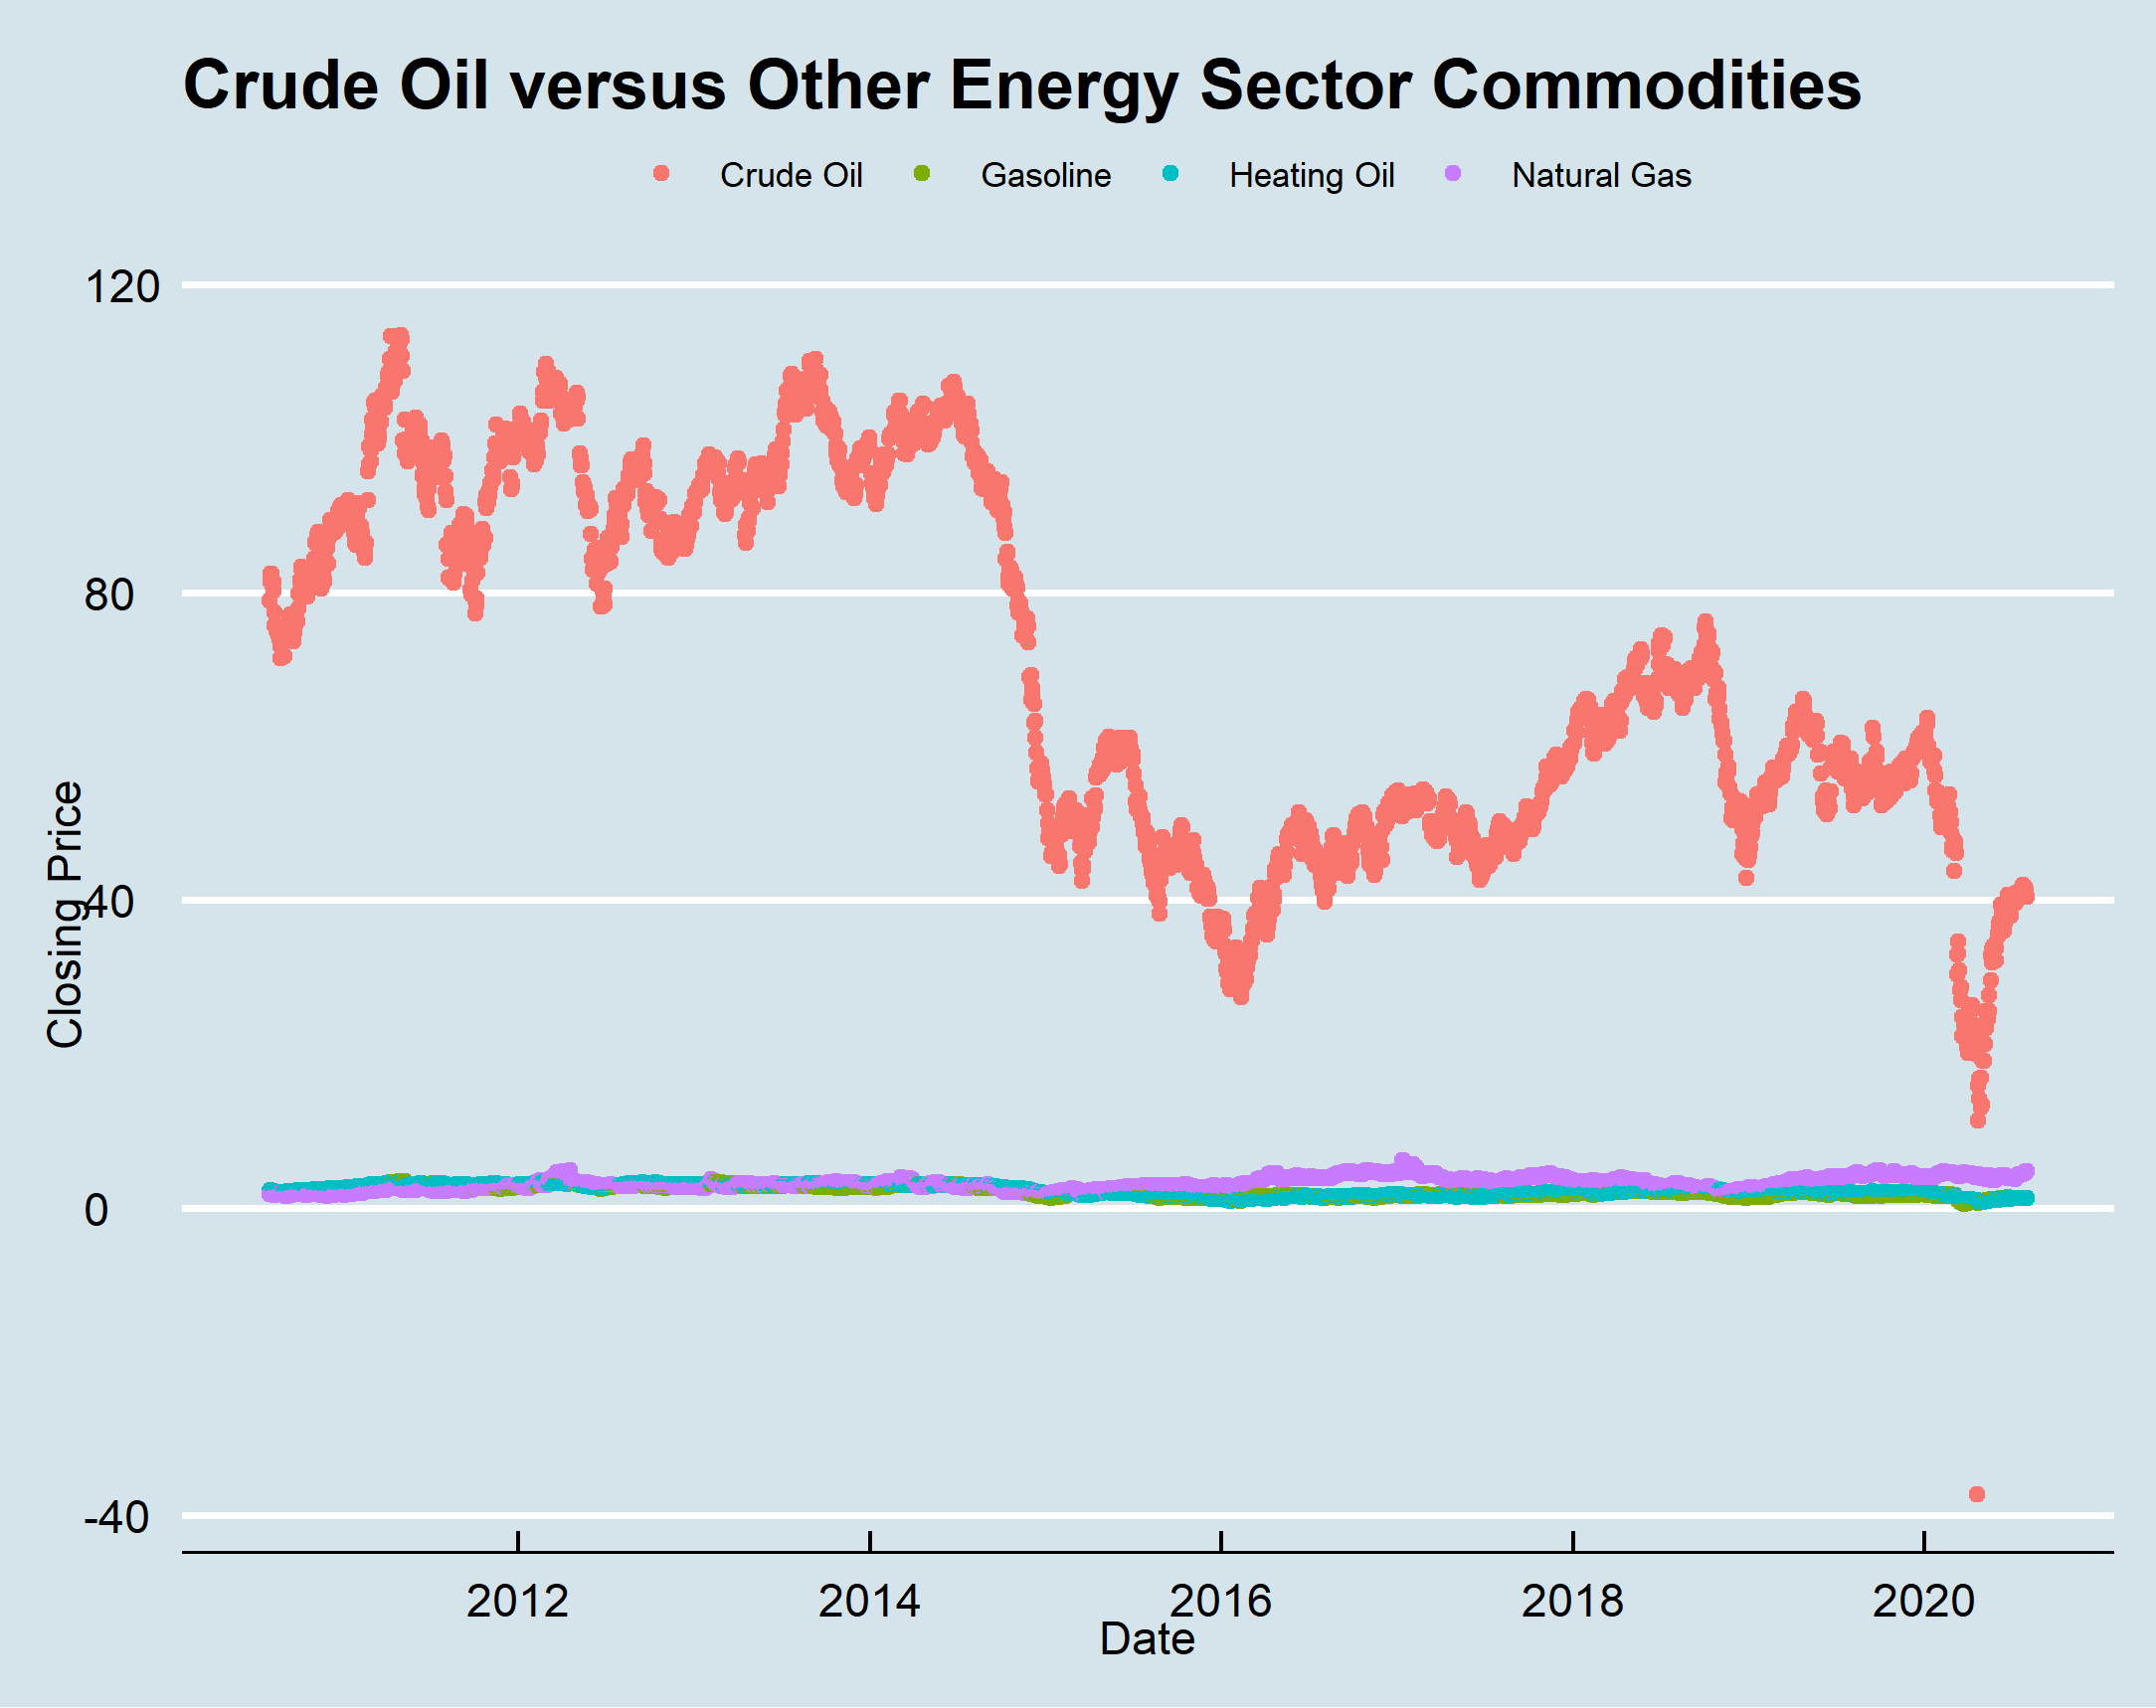 Crude Oil versus Other Energy Sector Commodities
Crude Oil Gasoline Heating Oil Natural Gas
120
80
40
0
-40
Closing Price
2012 2014 2016 2018 2020
Date